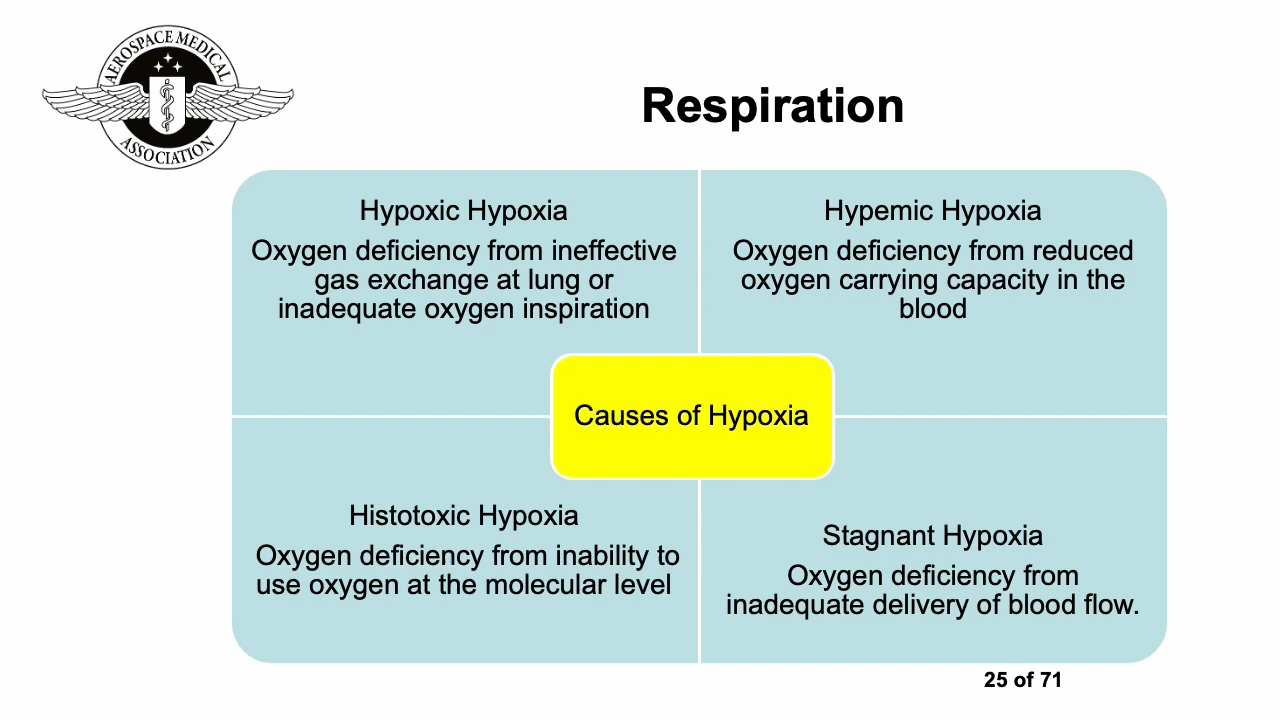 AEROSPACE MEDICAL
ASSOCIATION
Respiration
Hypoxic Hypoxia
Oxygen deficiency from ineffective
gas exchange at lung or
inadequate oxygen inspiration
Hypemic Hypoxia
Oxygen deficiency from reduced
oxygen carrying capacity in the
blood
Causes of Hypoxia
Histotoxic Hypoxia
Oxygen deficiency from inability to
use oxygen at the molecular level
Stagnant Hypoxia
Oxygen deficiency from
inadequate delivery of blood flow.
25 of 71